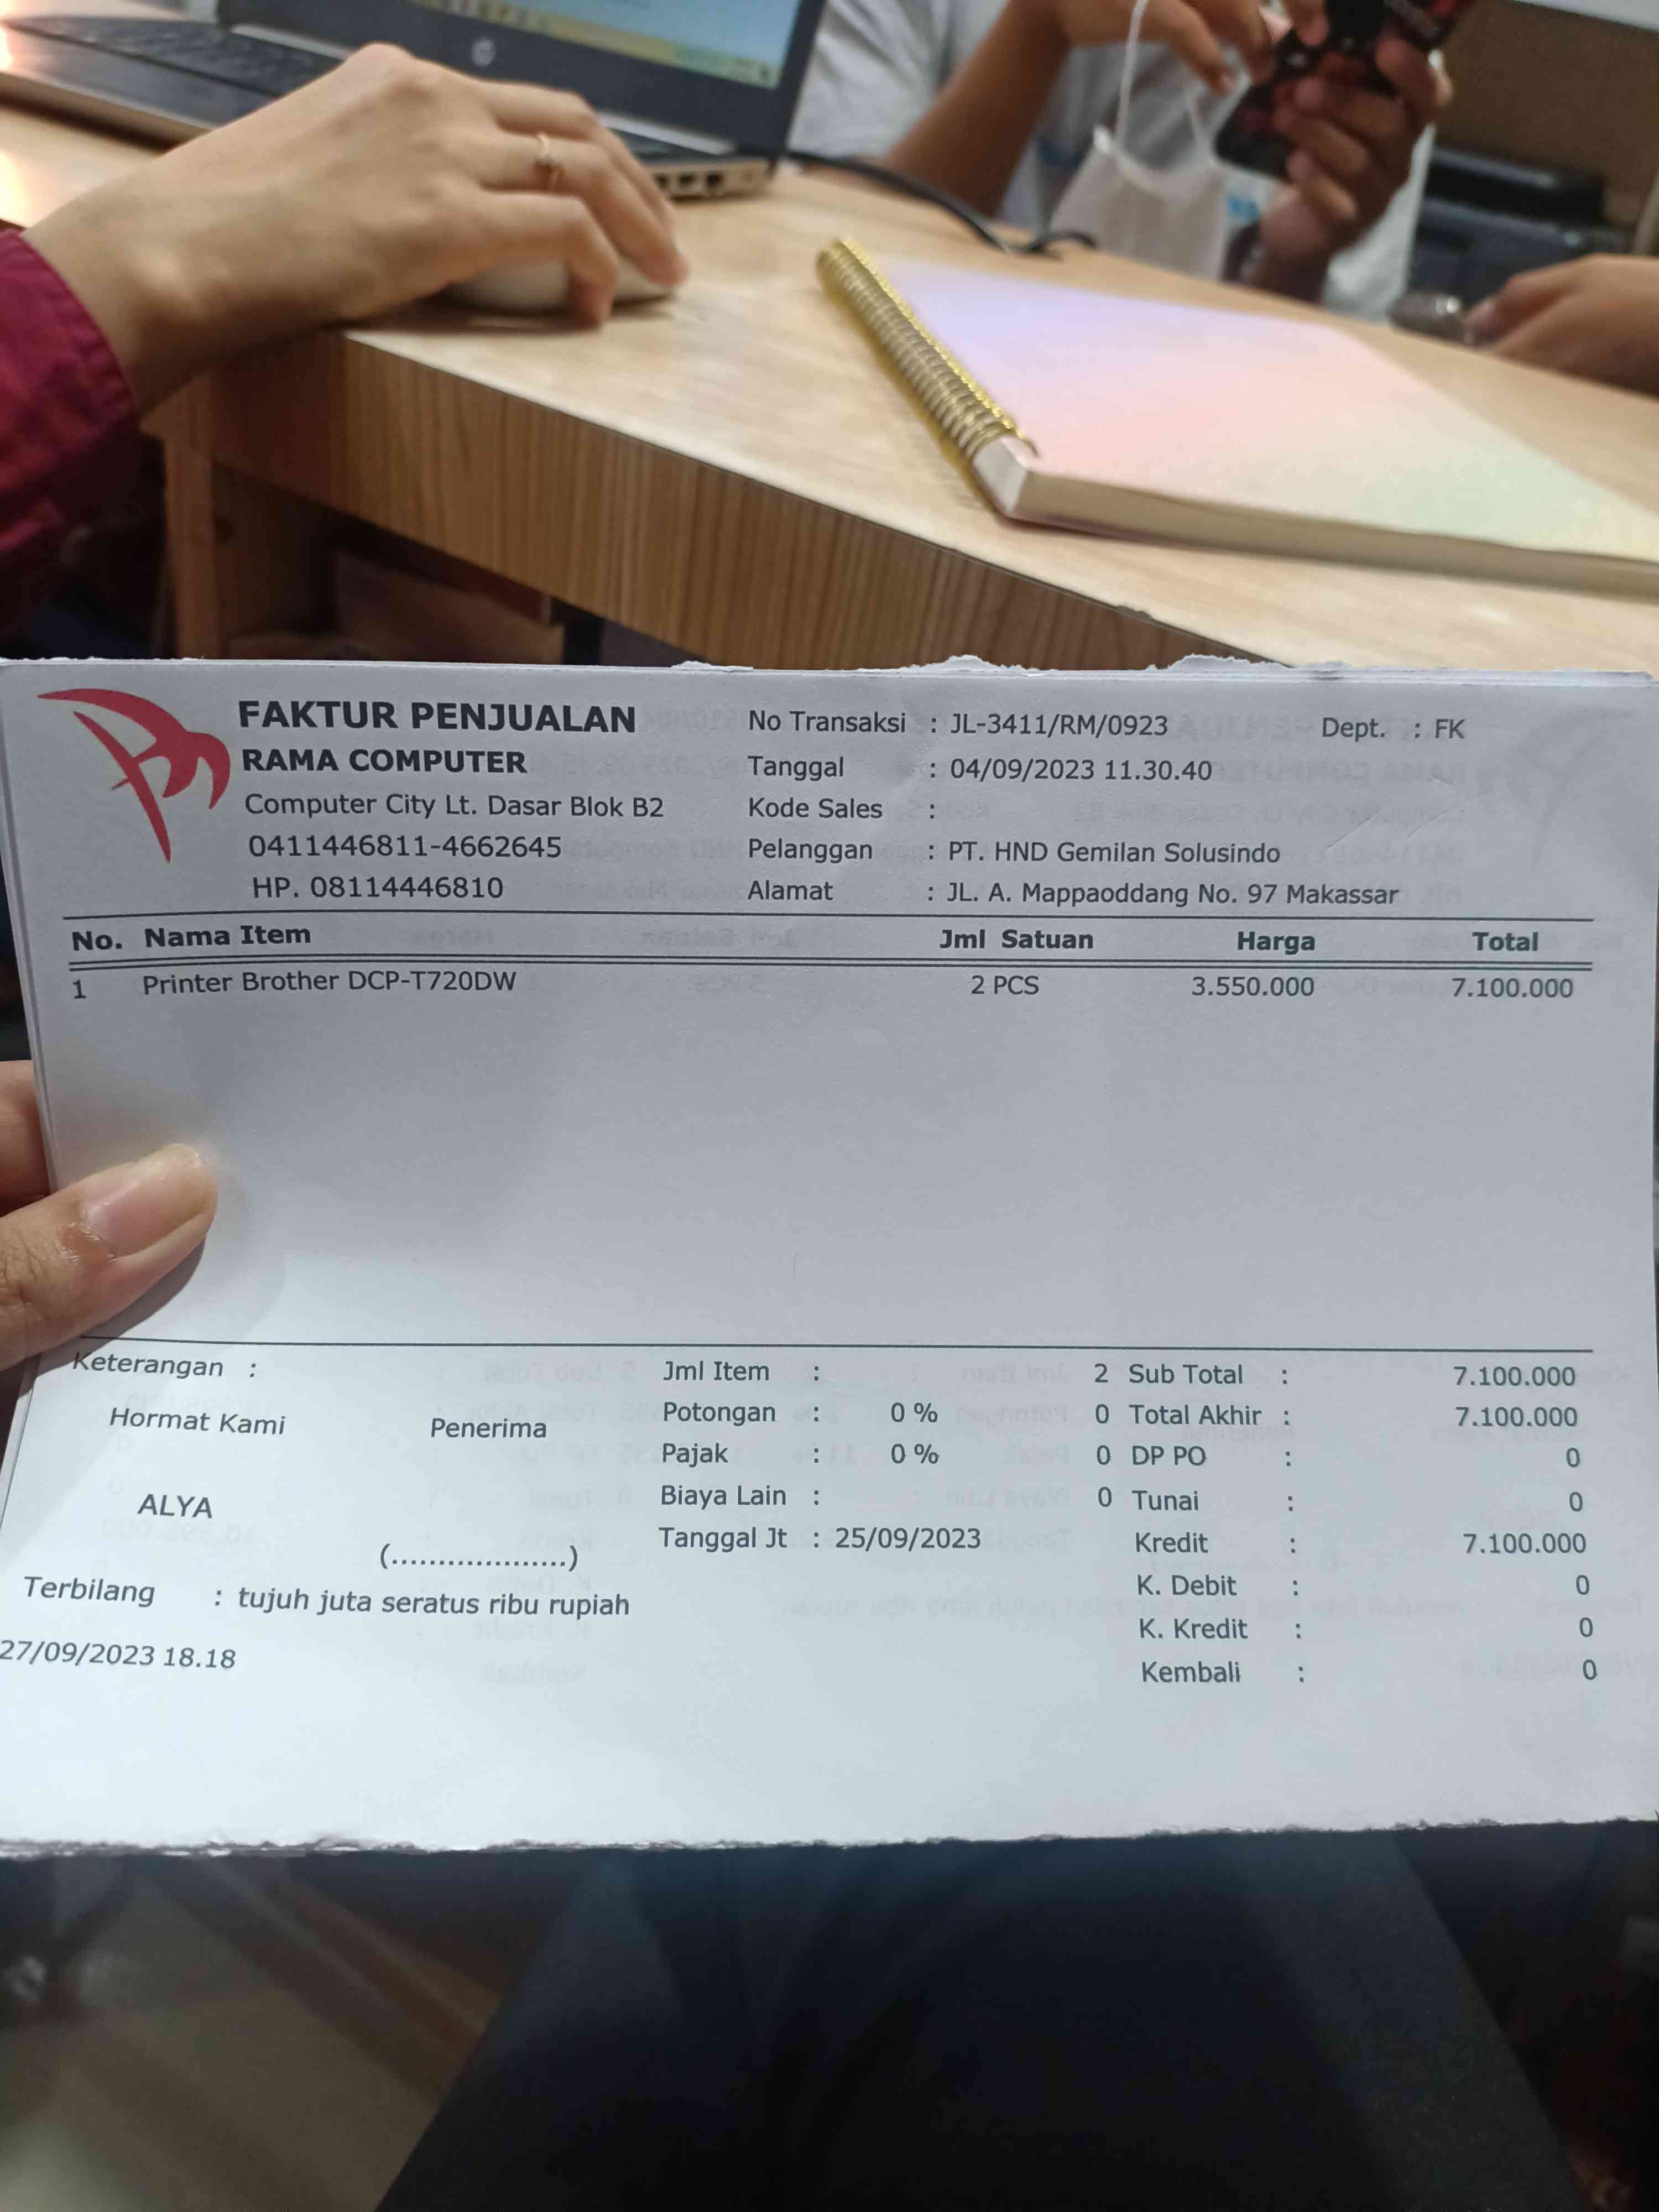 FAKTUR PENJUALAN
RAMA COMPUTER
Computer City Lt. Dasar Blok B2
0411446811-4662645
HP. 08114446810
No Transaksi : JL-3411/RM/0923 Dept. : FK
Tanggal : 04/09/2023 11.30.40
Kode Sales :
Pelanggan : PT. HND Gemilan Solusindo
Alamat : JL. A. Mappaoddang No. 97 Makassar
No. Nama Item Jml Satuan Harga Total
1 Printer Brother DCP-T720DW 2 PCS 3.550.000 7.100.000
Keterangan :
Hormat Kami Penerima
ALYA
(...................)
Jml Item : 2
Potongan : 0 % 0
Pajak : 0 % 0
Biaya Lain : 0
Tanggal Jt : 25/09/2023
Sub Total : 7.100.000
Total Akhir : 7.100.000
DP PO : 0
Tunai : 0
Kredit : 7.100.000
K. Debit : 0
K. Kredit : 0
Kembali : 0
Terbilang : tujuh juta seratus ribu rupiah
27/09/2023 18.18